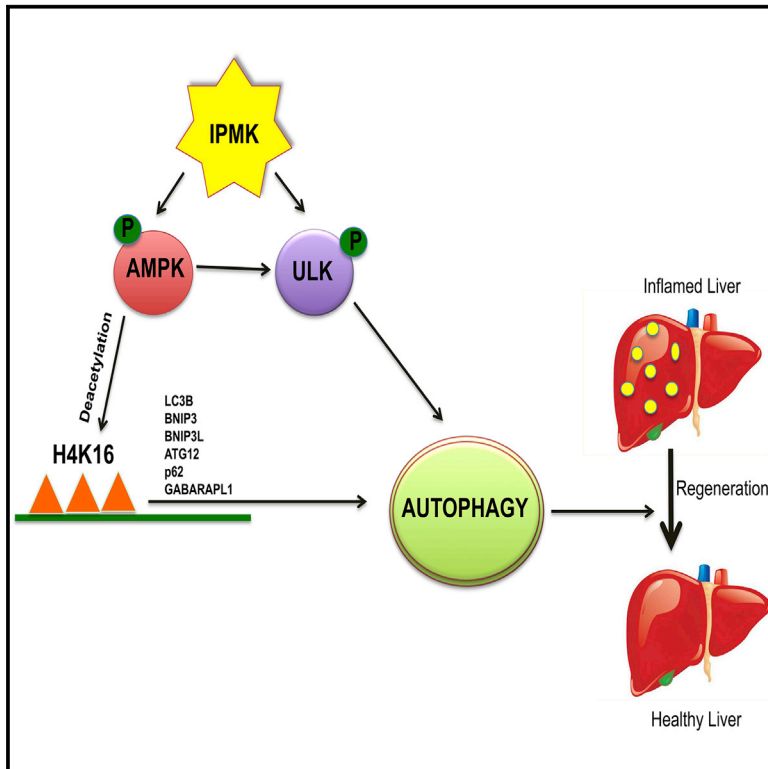 IPMK
P
AMPK
P
ULK
Deacetylation
H4K16
LC3B
BNIP3
BNIP3L
ATG12
p62
GABARAPL1
AUTOPHAGY
Inflamed Liver
Regeneration
Healthy Liver